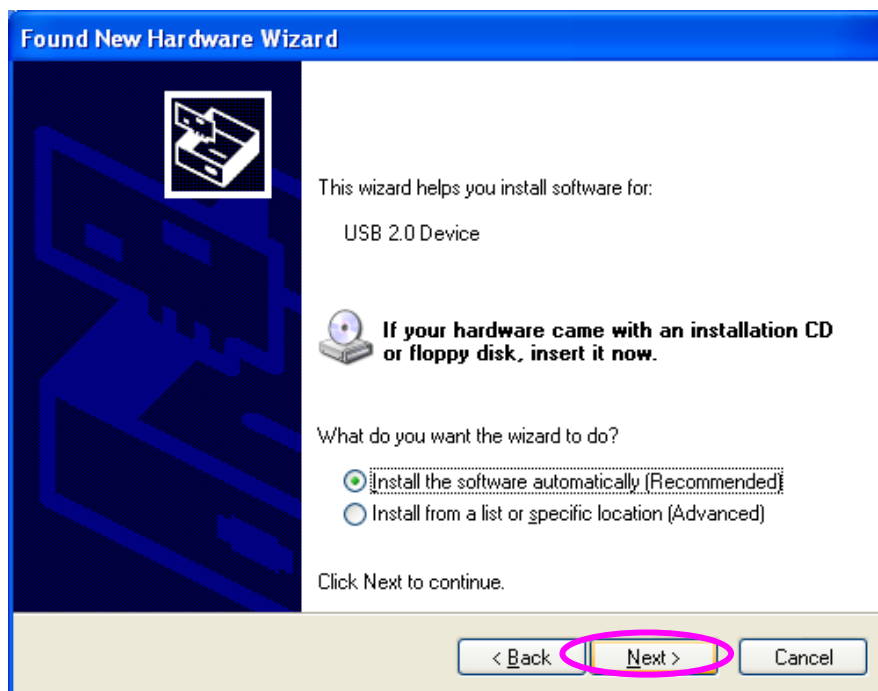 Found New Hardware Wizard
This wizard helps you install software for:
USB 2.0 Device
If your hardware came with an installation CD
or floppy disk, insert it now.
What do you want the wizard to do?
Install the software automatically (Recommended)
Install from a list or specific location (Advanced)
Click Next to continue.
< Back Next > Cancel